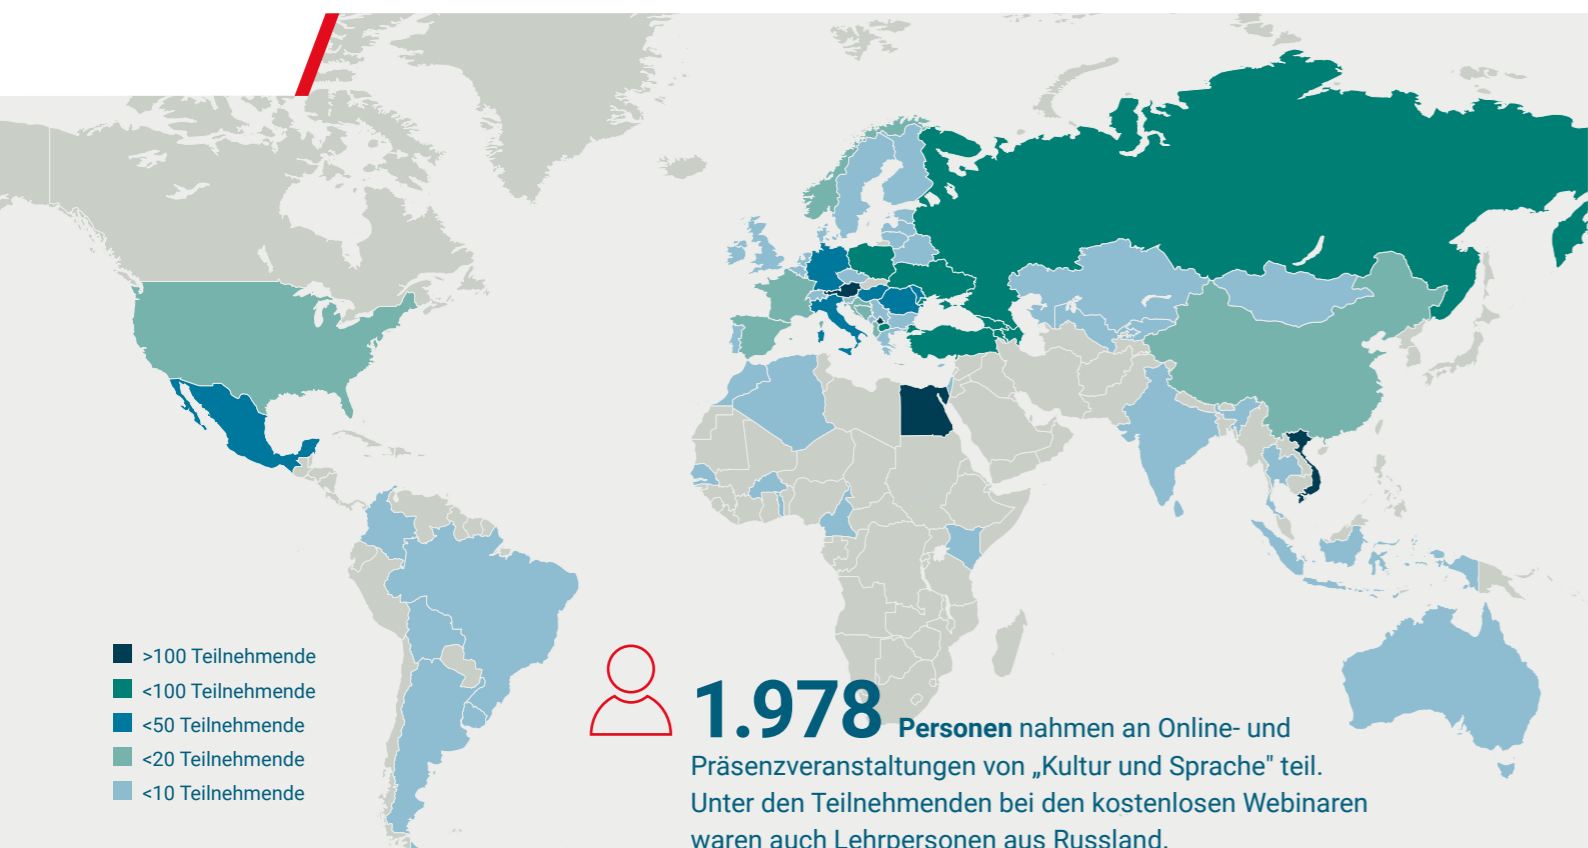 >100 Teilnehmende
<100 Teilnehmende
<50 Teilnehmende
<20 Teilnehmende
<10 Teilnehmende
1.978 Personen nahmen an Online- und
Präsenzveranstaltungen von „Kultur und Sprache" teil.
Unter den Teilnehmenden bei den kostenlosen Webinaren
waren auch Lehrpersonen aus Russland.